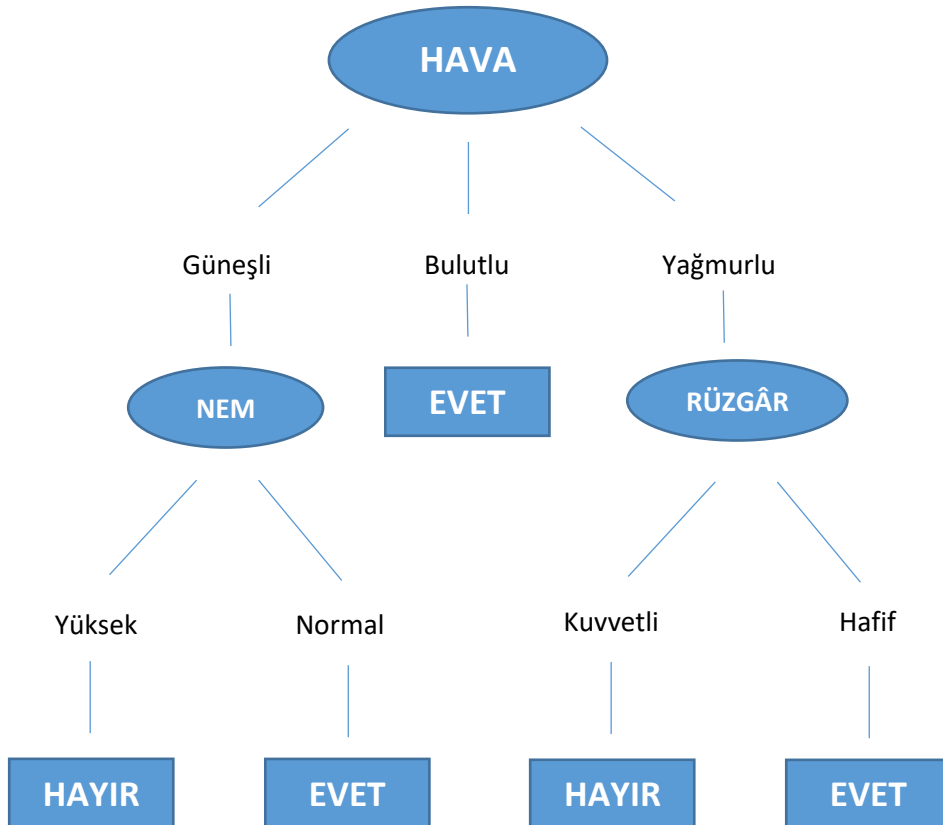 HAVA
Güneşli
Bulutlu
Yağmurlu
NEM
EVET
RÜZGÂR
Yüksek
Normal
Kuvvetli
Hafif
HAYIR
EVET
HAYIR
EVET